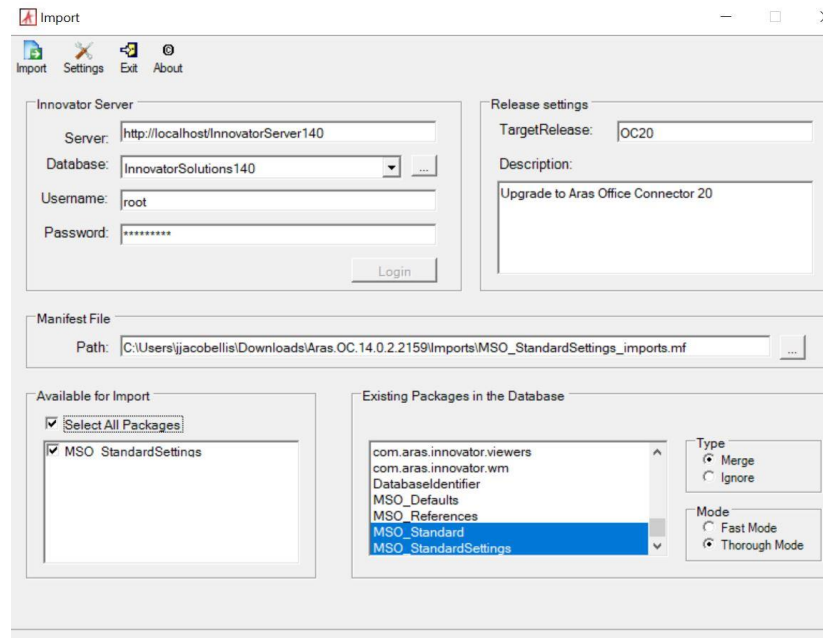 Import
Import Settings Exit About
Innovator Server
Server: http://localhost/InnovatorServer140
Database: InnovatorSolutions140 ...
Username: root
Password: *********
Login
Release settings
TargetRelease: OC20
Description:
Upgrade to Aras Office Connector 20
Manifest File
Path: C:\Users\jjacobellis\Downloads\Aras.OC.14.0.2.2159\Imports\MSO_StandardSettings_imports.mf ...
Available for Import
Select All Packages
MSO_StandardSettings
Existing Packages in the Database
com.aras.innovator.viewers
com.aras.innovator.wm
DatabaseIdentifier
MSO_Defaults
MSO_References
MSO_Standard
MSO_StandardSettings
Type
Merge
Ignore
Mode
Fast Mode
Thorough Mode